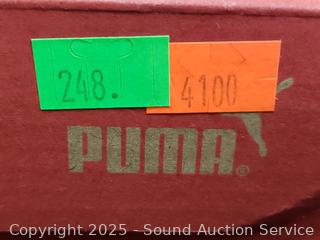 248. 4100
PUMA®
Copyright 2025 - Sound Auction Service